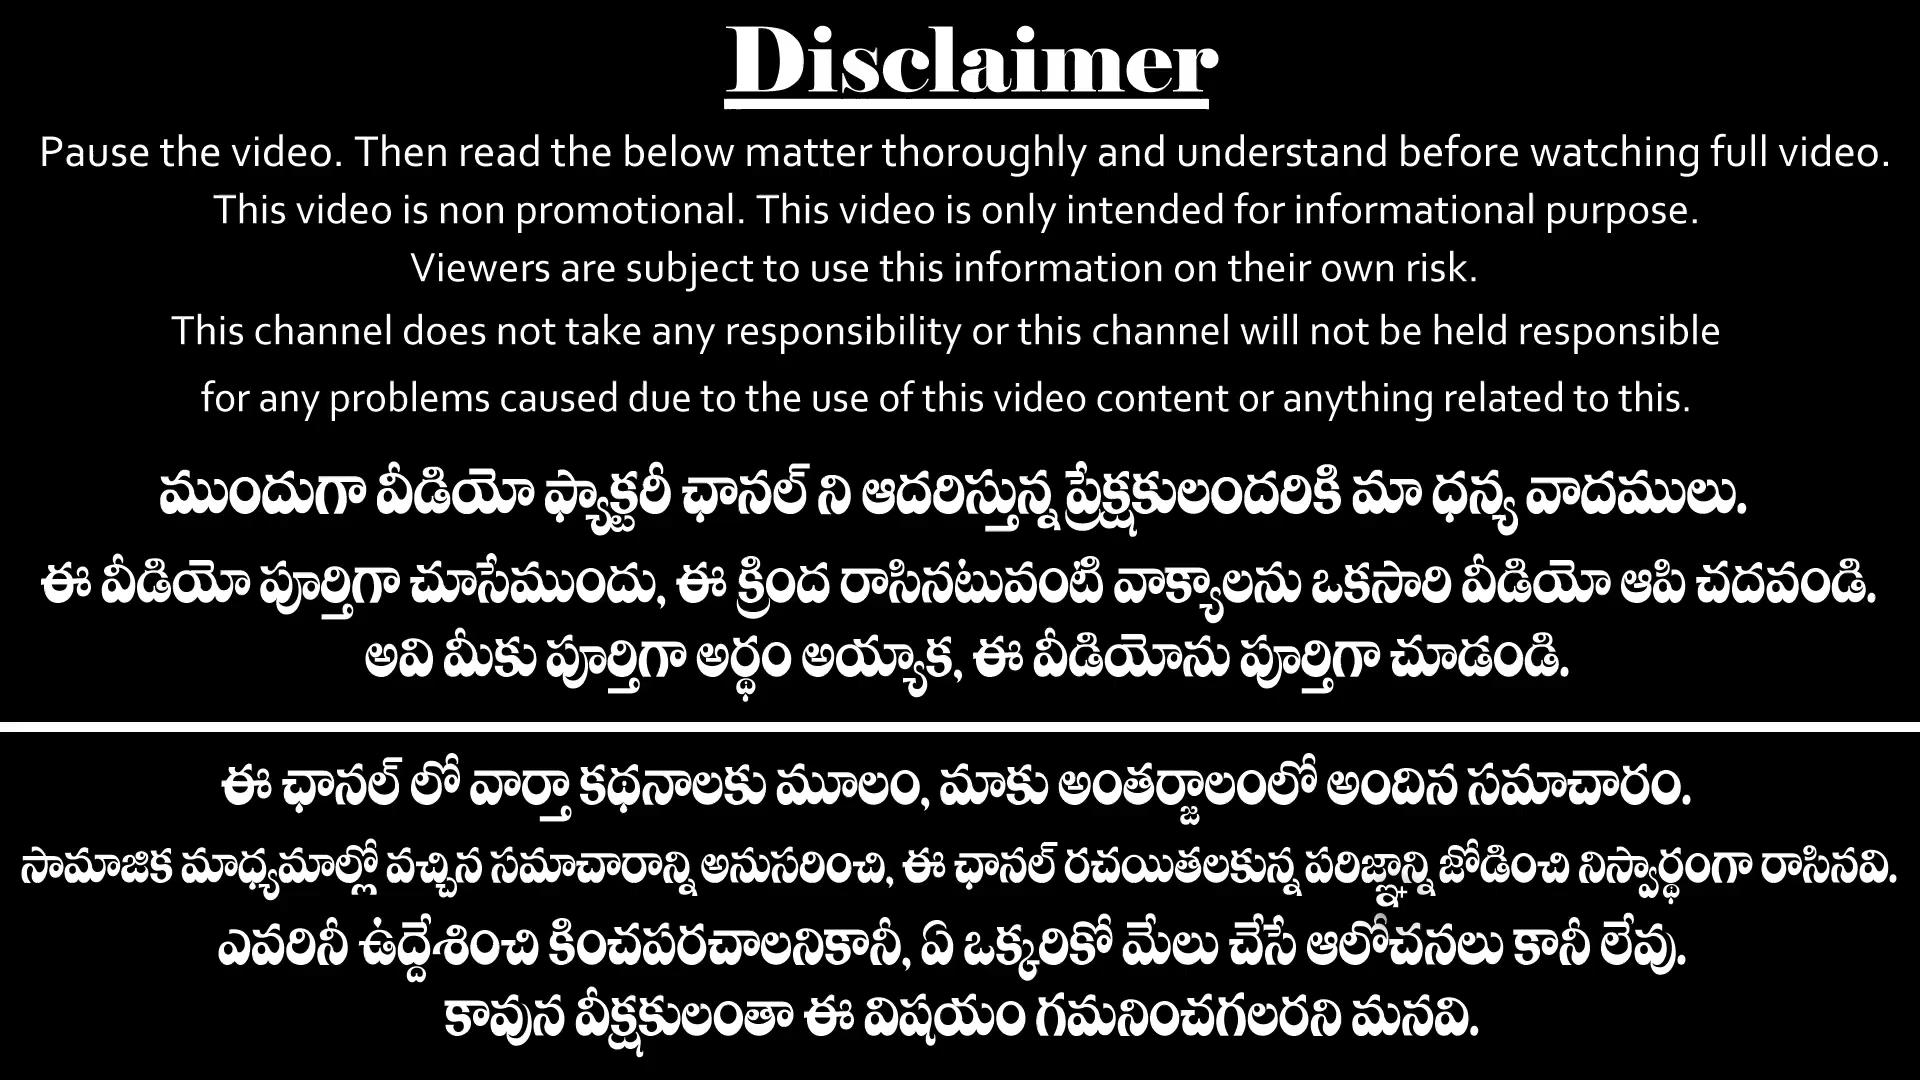 Disclaimer
Pause the video. Then read the below matter thoroughly and understand before watching full video.
This video is non promotional. This video is only intended for informational purpose.
Viewers are subject to use this information on their own risk.
This channel does not take any responsibility or this channel will not be held responsible
for any problems caused due to the use of this video content or anything related to this.
ముందుగా వీడియో ఫ్యాక్టరీ ఛానల్ ని ఆదరిస్తున్న ప్రేక్షకులందరికి మా ధన్య వాదములు.
ఈ వీడియో పూర్తిగా చూసేముందు, ఈ క్రింద రాసినటువంటి వాక్యాలను ఒకసారి వీడియో ఆపి చదవండి.
అవి మీకు పూర్తిగా అర్థం అయ్యాక, ఈ వీడియోను పూర్తిగా చూడండి.
ఈ ఛానల్ లో వార్తా కథనాలకు మూలం, మాకు అంతర్జాలంలో అందిన సమాచారం.
సామాజిక మాధ్యమాల్లో వచ్చిన సమాచారాన్ని అనుసరించి, ఈ ఛానల్ రచయితలకున్న పరిజ్ఞాన్ని జోడించి నిస్వార్థంగా రాసినవి.
ఎవరినీ ఉద్దేశించి కించపరచాలనికానీ, ఏ ఒక్కరికో మేలు చేసే ఆలోచనలు కానీ లేవు.
కావున వీక్షకులంతా ఈ విషయం గమనించగలరని మనవి.